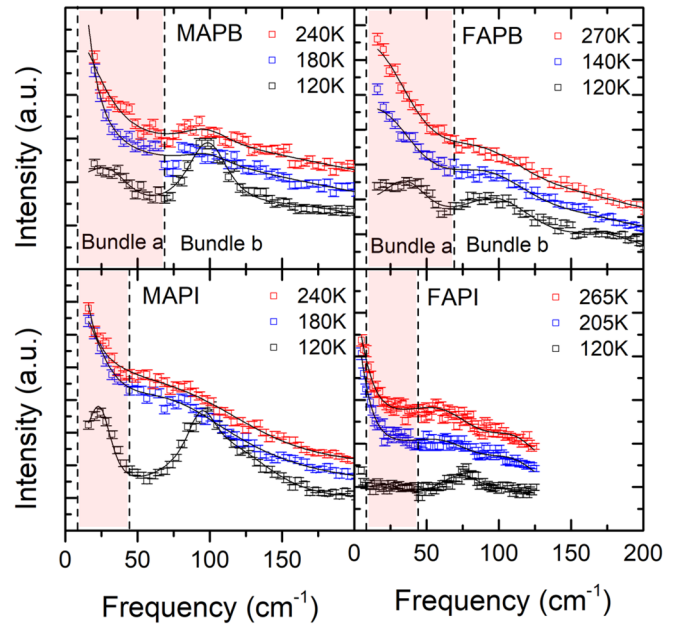 MAPB
240K
180K
120K
Bundle a
Bundle b
FAPB
270K
140K
120K
Bundle a
Bundle b
MAPI
240K
180K
120K
FAPI
265K
205K
120K
Intensity (a.u.)
Intensity (a.u.)
0 50 100 150
0 50 100 150 200
Frequency (cm⁻¹)
Frequency (cm⁻¹)